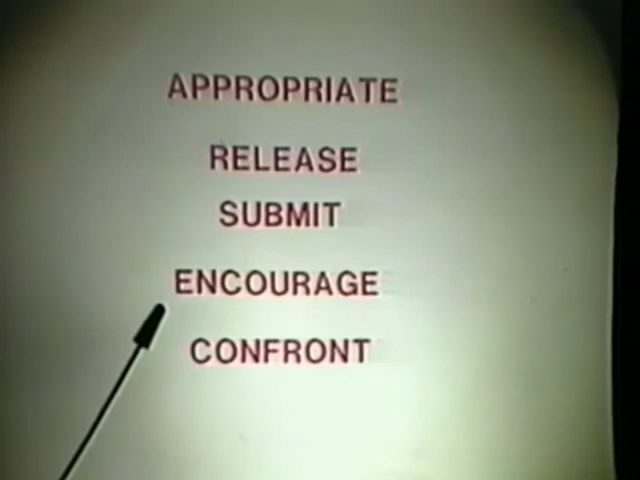 APPROPRIATE
RELEASE
SUBMIT
ENCOURAGE
CONFRONT